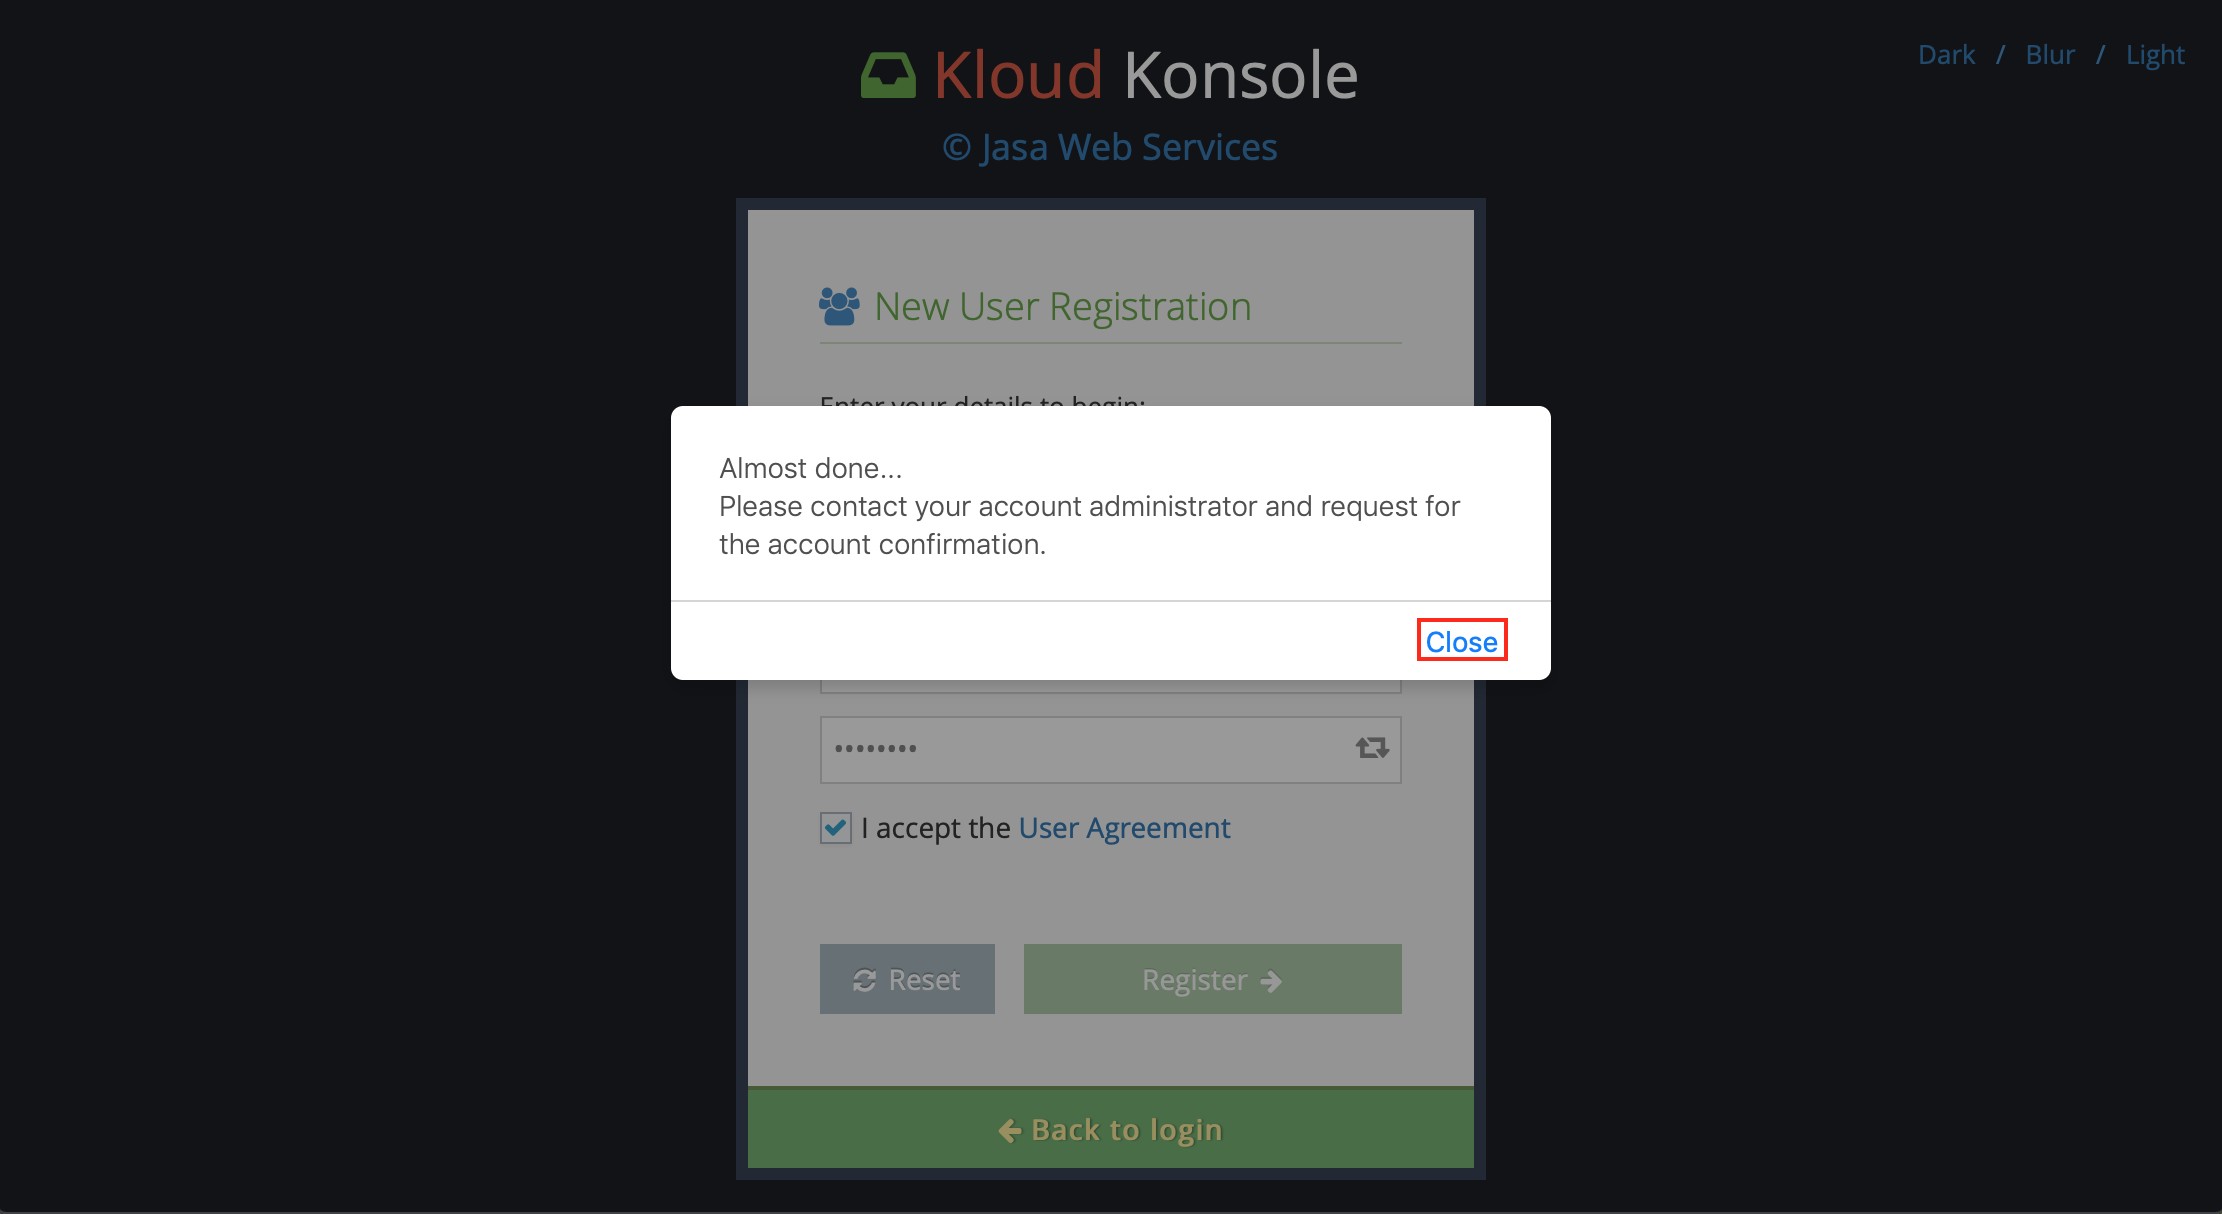 Kloud Konsole
Dark / Blur / Light
© Jasa Web Services
New User Registration
Enter your details to begin:
Almost done...
Please contact your account administrator and request for
the account confirmation.
Close
••••••••
I accept the User Agreement
Reset
Register
Back to login